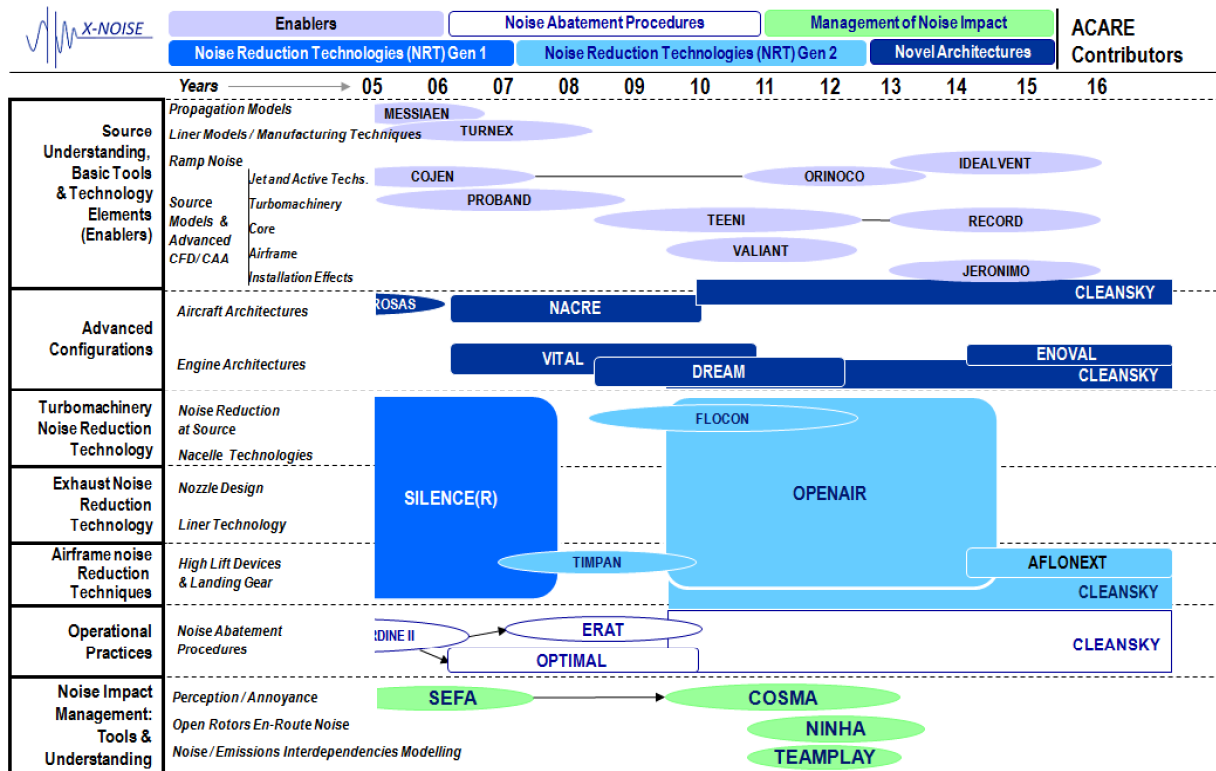 X-NOISE
Enablers
Noise Abatement Procedures
Management of Noise Impact
ACARE
Contributors
Noise Reduction Technologies (NRT) Gen 1
Noise Reduction Technologies (NRT) Gen 2
Novel Architectures
Years
05 06 07 08 09 10 11 12 13 14 15 16
Source
Understanding,
Basic Tools
& Technology
Elements
(Enablers)
Propagation Models
MESSIAEN
Liner Models / Manufacturing Techniques
TURNEX
Ramp Noise
IDEALVENT
Source
Models &
Advanced
CFD/ CAA
Jet and Active Techs.
COJEN
ORINOCO
Turbomachinery
PROBAND
Core
TEENI
RECORD
Airframe
VALIANT
Installation Effects
JERONIMO
CLEANSKY
Advanced
Configurations
Aircraft Architectures
ROSAS
NACRE
Engine Architectures
VITAL
DREAM
ENOVAL
CLEANSKY
Turbomachinery
Noise Reduction
Technology
Noise Reduction
at Source
FLOCON
Nacelle Technologies
Exhaust Noise
Reduction
Technology
Nozzle Design
Liner Technology
SILENCE(R)
OPENAIR
Airframe noise
Reduction
Techniques
High Lift Devices
& Landing Gear
TIMPAN
AFLONEXT
CLEANSKY
Operational
Practices
Noise Abatement
Procedures
RDINE II
ERAT
OPTIMAL
CLEANSKY
Noise Impact
Management:
Tools &
Understanding
Perception / Annoyance
SEFA
COSMA
Open Rotors En-Route Noise
NINHA
Noise / Emissions Interdependencies Modelling
TEAMPLAY